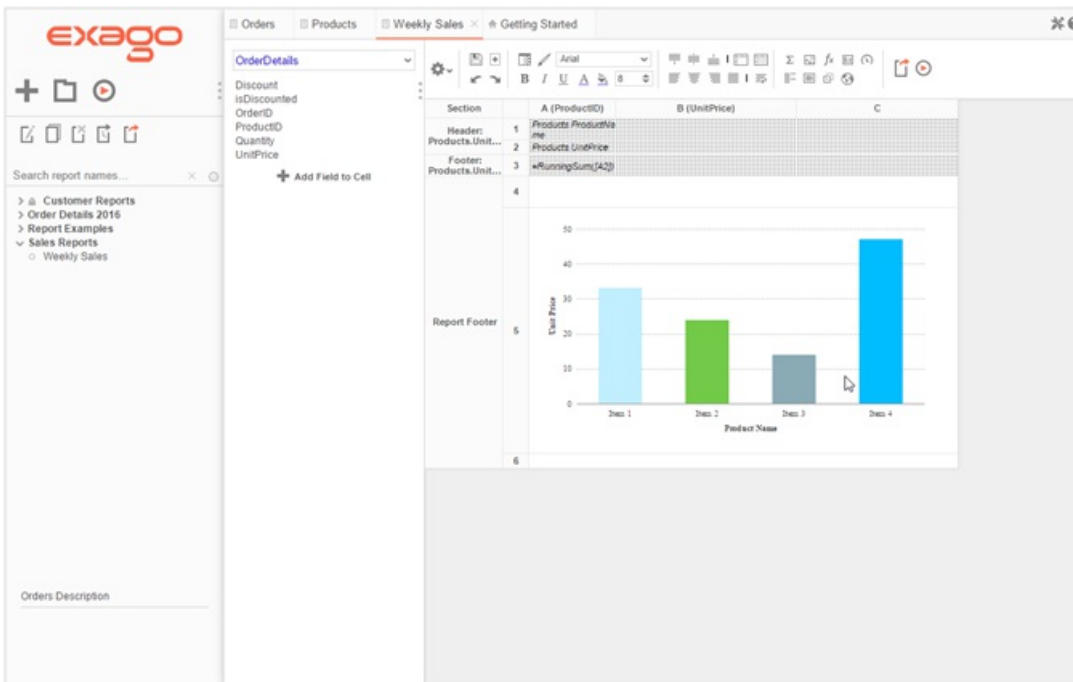 exago
Orders
Products
Weekly Sales ×
Getting Started
Search report names...
> Customer Reports
> Order Details 2016
> Report Examples
Sales Reports
Weekly Sales
Orders Description
OrderDetails
Discount
isDiscounted
OrderID
ProductID
Quantity
UnitPrice
+ Add Field to Cell
Arial
B I U A 8
Σ fx
Section A (ProductID) B (UnitPrice) C
Header:
Products.Unit...
1 Products.ProductNa
me
2 Products.UnitPrice
Footer:
Products.Unit...
3 =RunningSum([A2])
4
Report Footer
5
50
40
30
20
10
0
Unit Price
Item 1 Item 2 Item 3 Item 4
Product Name
6